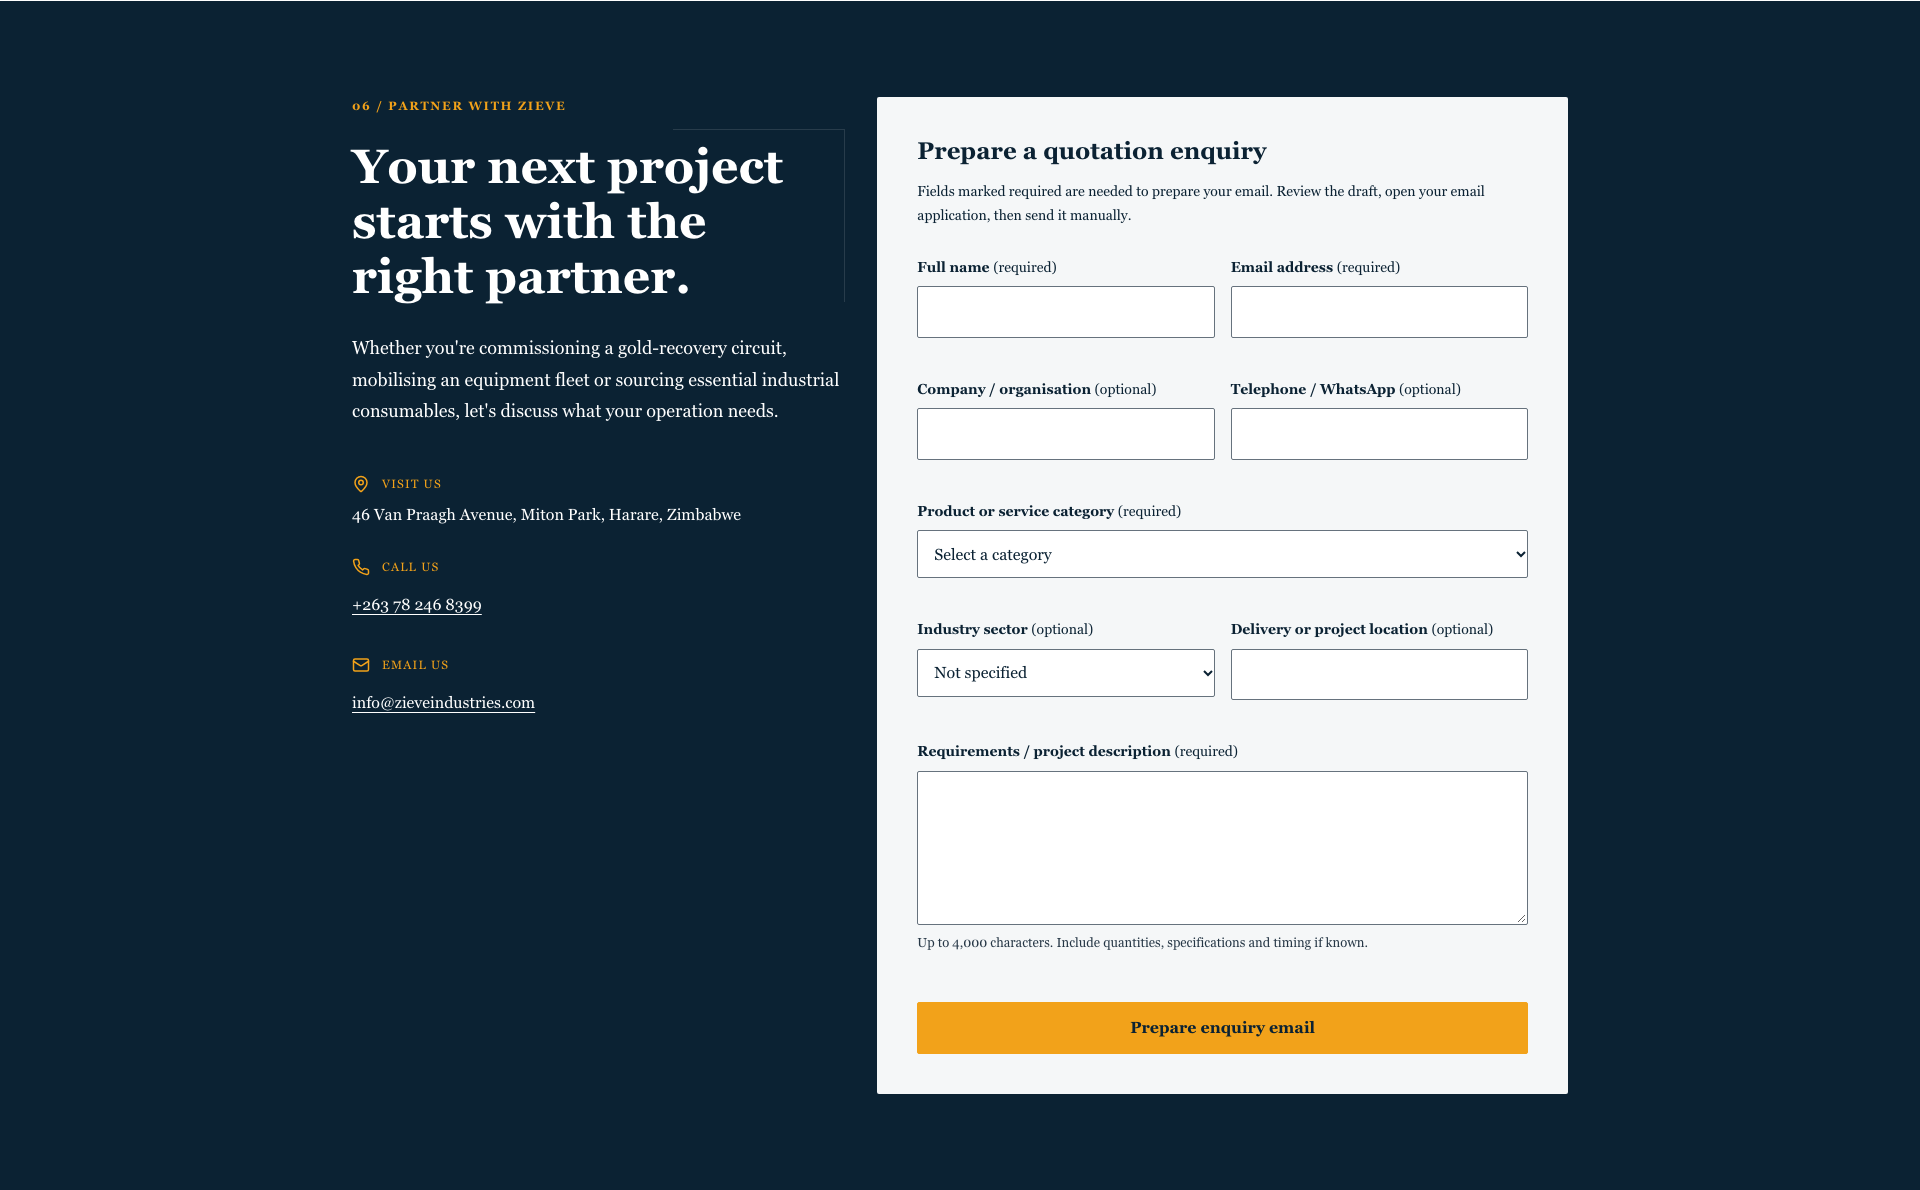 06 / PARTNER WITH ZIEVE
Your next project
starts with the
right partner.
Whether you're commissioning a gold-recovery circuit,
mobilising an equipment fleet or sourcing essential industrial
consumables, let's discuss what your operation needs.
VISIT US
46 Van Praagh Avenue, Miton Park, Harare, Zimbabwe
CALL US
+263 78 246 8399
EMAIL US
info@zieveindustries.com
Prepare a quotation enquiry
Fields marked required are needed to prepare your email. Review the draft, open your email
application, then send it manually.
Full name (required)
Email address (required)
Company / organisation (optional)
Telephone / WhatsApp (optional)
Product or service category (required)
Select a category
Industry sector (optional)
Delivery or project location (optional)
Not specified
Requirements / project description (required)
Up to 4,000 characters. Include quantities, specifications and timing if known.
Prepare enquiry email